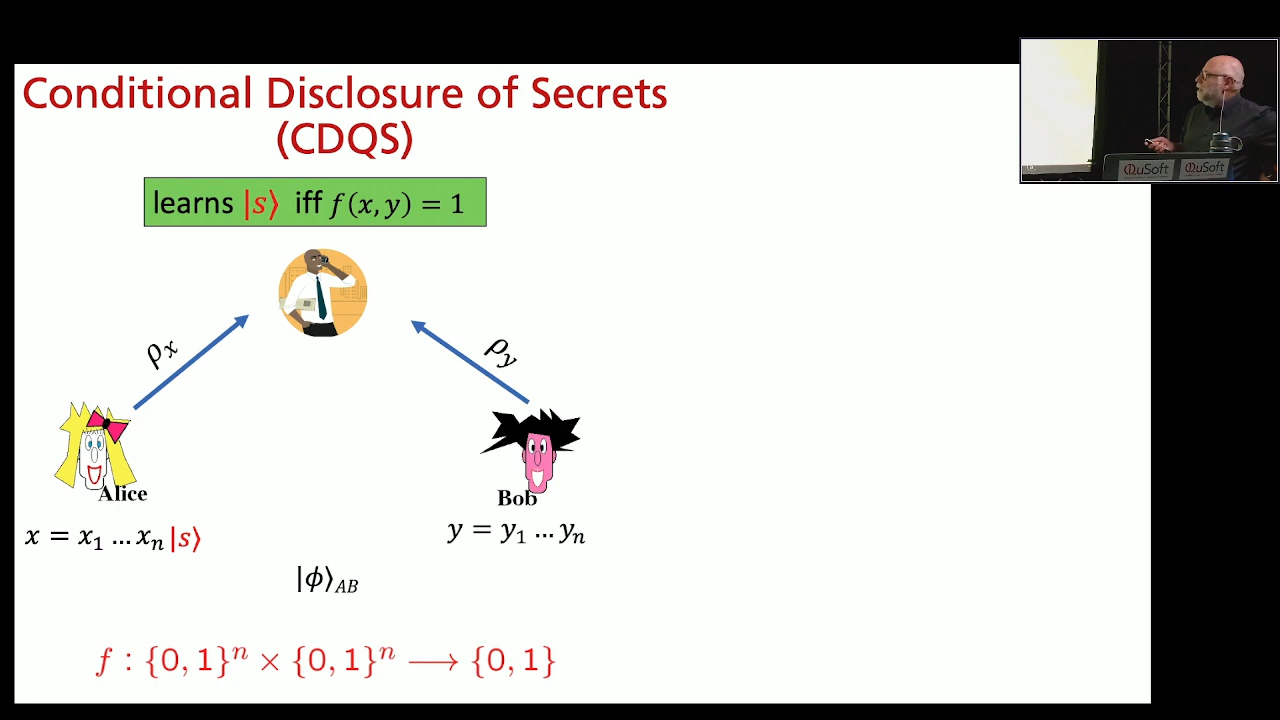 Conditional Disclosure of Secrets
(CDQS)
learns |s⟩ iff f(x, y) = 1
ρx
ρy
Alice
Bob
x = x₁ ... xₙ |s⟩
y = y₁ ... yₙ
|ϕ⟩AB
f : {0, 1}ⁿ × {0, 1}ⁿ ⟶ {0, 1}
QuSoft QuSoft